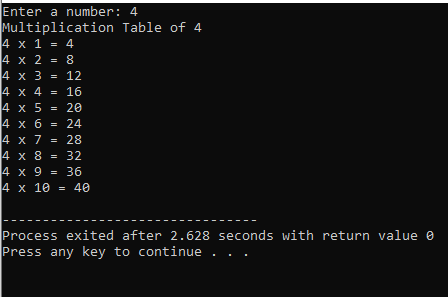 Enter a number: 4
Multiplication Table of 4
4 x 1 = 4
4 x 2 = 8
4 x 3 = 12
4 x 4 = 16
4 x 5 = 20
4 x 6 = 24
4 x 7 = 28
4 x 8 = 32
4 x 9 = 36
4 x 10 = 40
--------------------------------
Process exited after 2.628 seconds with return value 0
Press any key to continue . . .